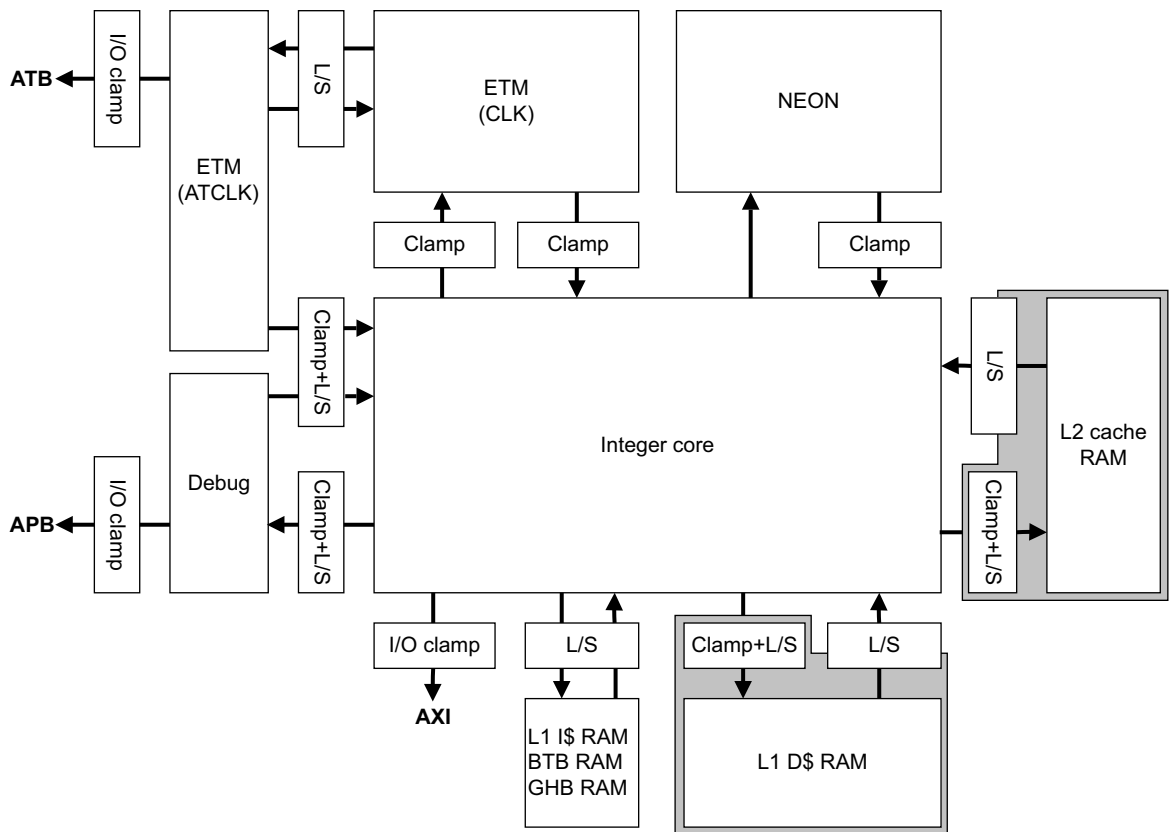 I/O clamp
L/S
ETM
(CLK)
NEON
ATB
ETM
(ATCLK)
Clamp
Clamp
Clamp
Clamp+L/S
L/S
Integer core
L2 cache
RAM
Debug
I/O clamp
APB
Clamp+L/S
Clamp+L/S
I/O clamp
L/S
Clamp+L/S
L/S
AXI
L1 I$ RAM
BTB RAM
GHB RAM
L1 D$ RAM